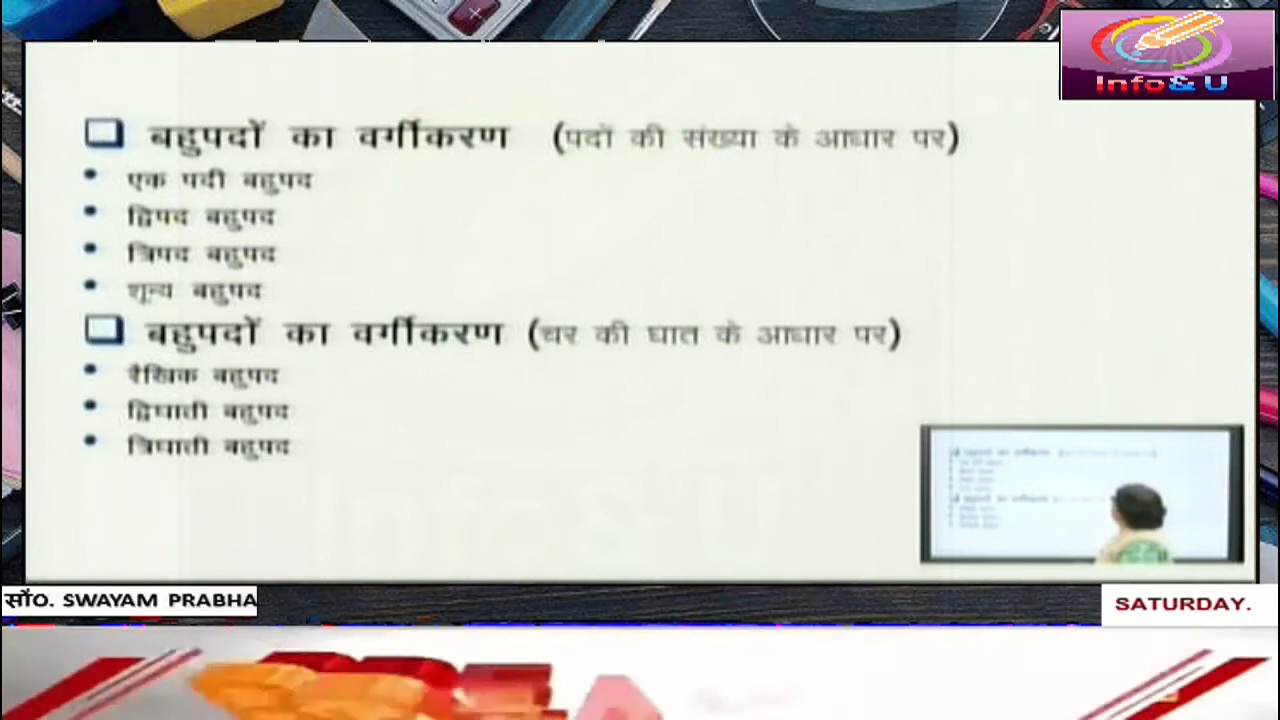 बहुपदों का वर्गीकरण (पदों की संख्या के आधार पर)
एक पदी बहुपद
द्विपद बहुपद
त्रिपद बहुपद
शून्य बहुपद
बहुपदों का वर्गीकरण (चर की घात के आधार पर)
रैखिक बहुपद
द्विघाती बहुपद
त्रिघाती बहुपद
Info & U
Info & U
सौO. SWAYAM PRABHA
SATURDAY.